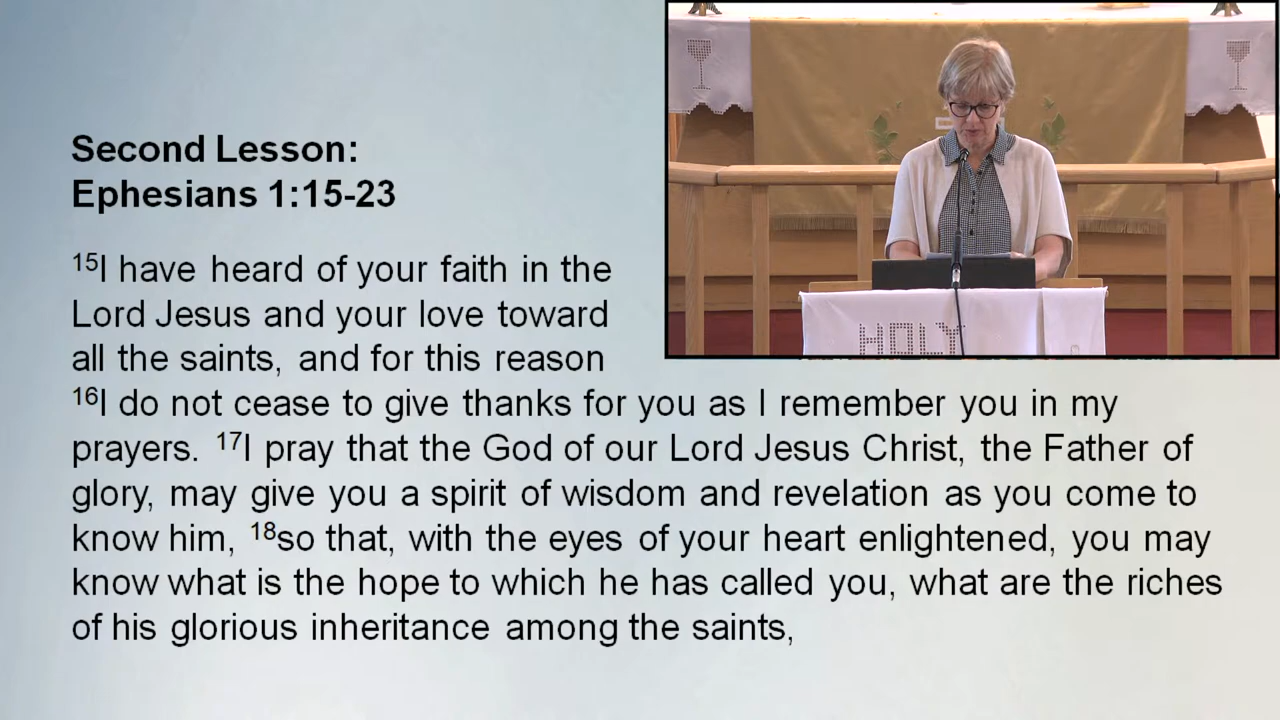 Second Lesson:
Ephesians 1:15-23
15I have heard of your faith in the
Lord Jesus and your love toward
all the saints, and for this reason
16I do not cease to give thanks for you as I remember you in my
prayers. 17I pray that the God of our Lord Jesus Christ, the Father of
glory, may give you a spirit of wisdom and revelation as you come to
know him, 18so that, with the eyes of your heart enlightened, you may
know what is the hope to which he has called you, what are the riches
of his glorious inheritance among the saints,
HOLY